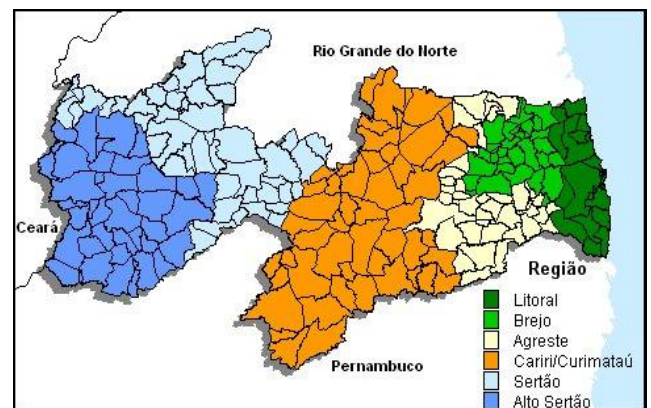 Rio Grande do Norte
Ceará
Pernambuco
Região
Litoral
Brejo
Agreste
Cariri/Curimataú
Sertão
Alto Sertão